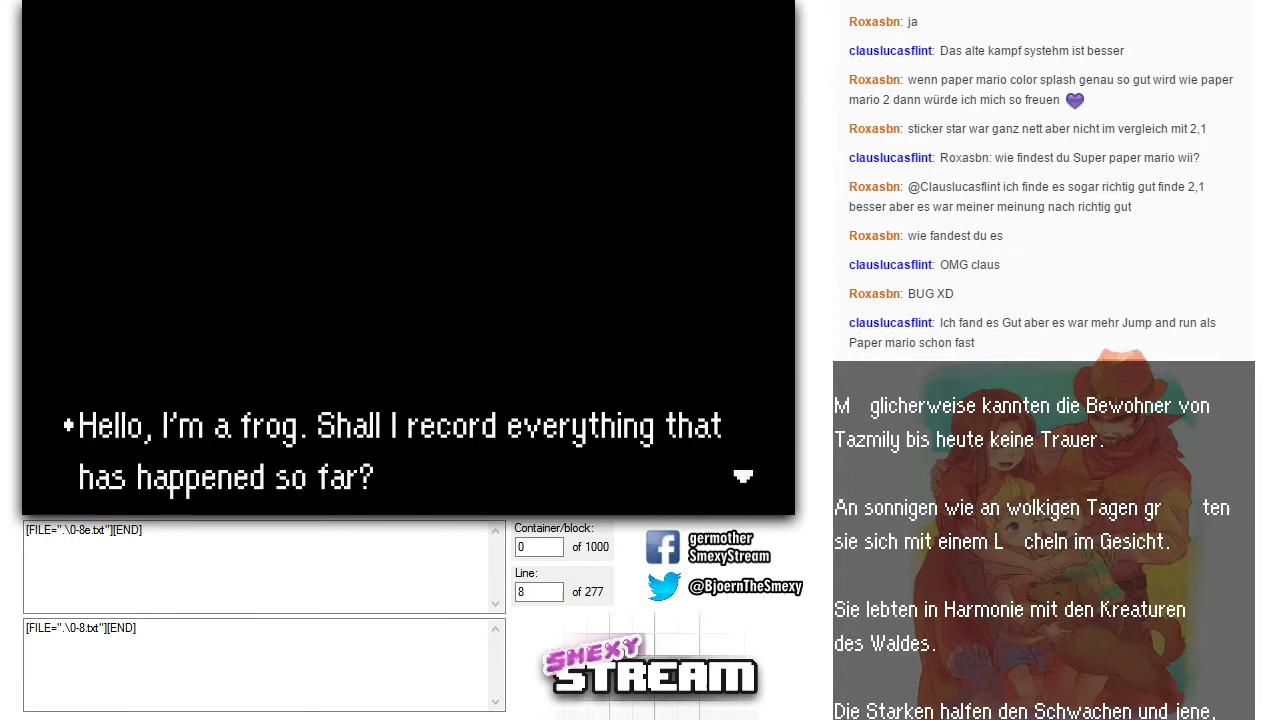 •Hello, I'm a frog. Shall I record everything that
has happened so far?
[FILE=".\0-8e.txt"][END]
[FILE=".\0-8.txt"][END]
Container/block:
0 of 1000
Line:
8 of 277
germother
SmexyStream
@BjoernTheSmexy
SMEXY
STREAM
Roxasbn: ja
clauslucasflint: Das alte kampf systehm ist besser
Roxasbn: wenn paper mario color splash genau so gut wird wie paper
mario 2 dann würde ich mich so freuen 💜
Roxasbn: sticker star war ganz nett aber nicht im vergleich mit 2,1
clauslucasflint: Roxasbn: wie findest du Super paper mario wii?
Roxasbn: @Clauslucasflint ich finde es sogar richtig gut finde 2,1
besser aber es war meiner meinung nach richtig gut
Roxasbn: wie fandest du es
clauslucasflint: OMG claus
Roxasbn: BUG XD
clauslucasflint: Ich fand es Gut aber es war mehr Jump and run als
Paper mario schon fast
M glicherweise kannten die Bewohner von
Tazmily bis heute keine Trauer.
An sonnigen wie an wolkigen Tagen gr ten
sie sich mit einem L cheln im Gesicht.
Sie lebten in Harmonie mit den Kreaturen
des Waldes.
Die Starken halfen den Schwachen und jene,